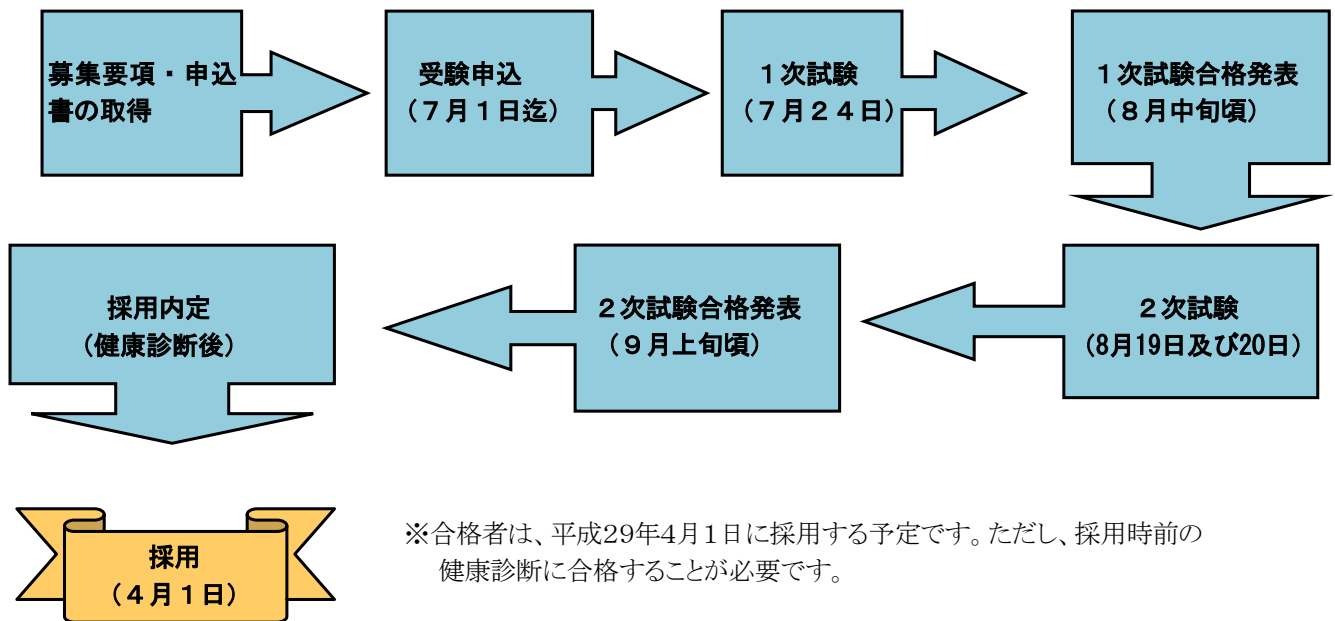 募集要項・申込
書の取得
受験申込
（７月１日迄）
１次試験
（７月２４日）
１次試験合格発表
（８月中旬頃）
２次試験
（8月19日及び20日）
２次試験合格発表
（９月上旬頃）
採用内定
（健康診断後）
採用
（４月１日）
※合格者は、平成29年4月1日に採用する予定です。ただし、採用時前の
健康診断に合格することが必要です。